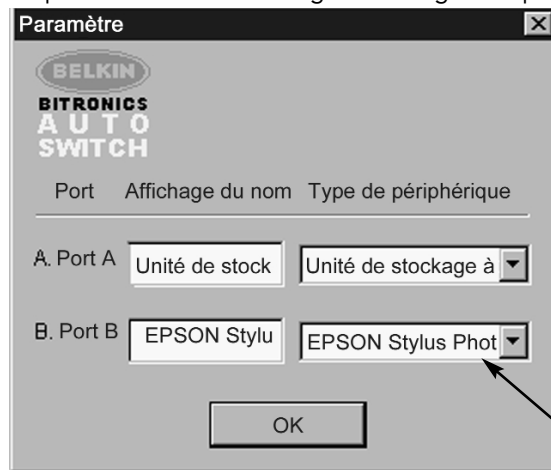 Paramètre
BELKIN
BITRONICS
AUTO
SWITCH
Port Affichage du nom Type de périphérique
A. Port A Unité de stock Unité de stockage à
B. Port B EPSON Stylu EPSON Stylus Phot
OK